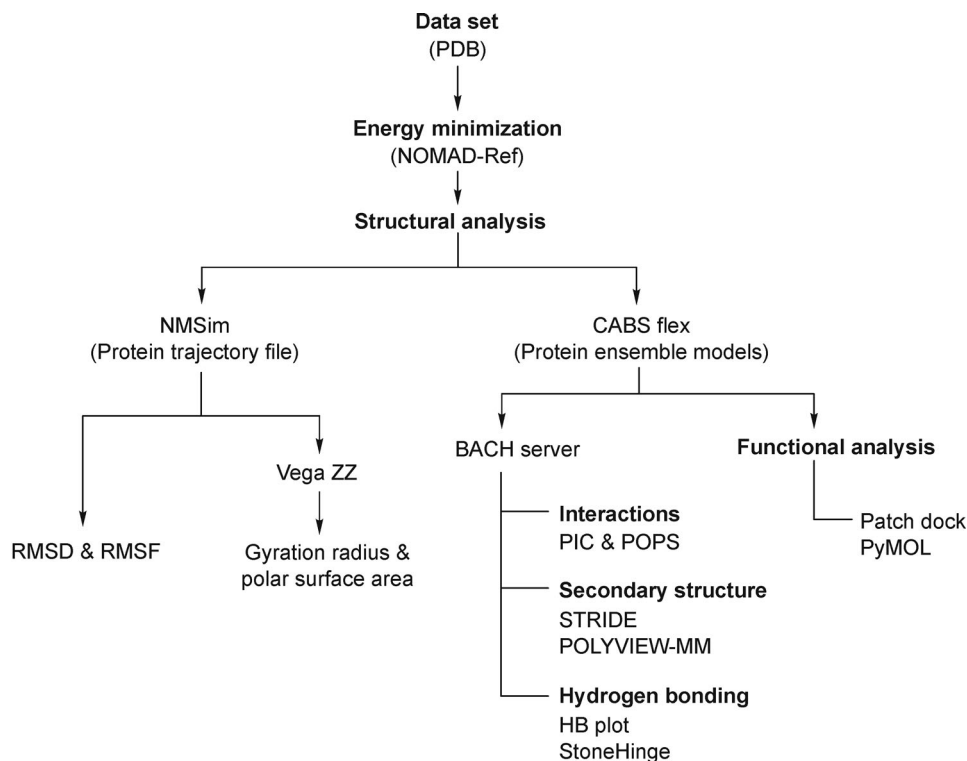 Data set
(PDB)
Energy minimization
(NOMAD-Ref)
Structural analysis
NMSim
(Protein trajectory file)
CABS flex
(Protein ensemble models)
RMSD & RMSF
Vega ZZ
Gyration radius &
polar surface area
BACH server
Interactions
PIC & POPS
Secondary structure
STRIDE
POLYVIEW-MM
Hydrogen bonding
HB plot
StoneHinge
Functional analysis
Patch dock
PyMOL